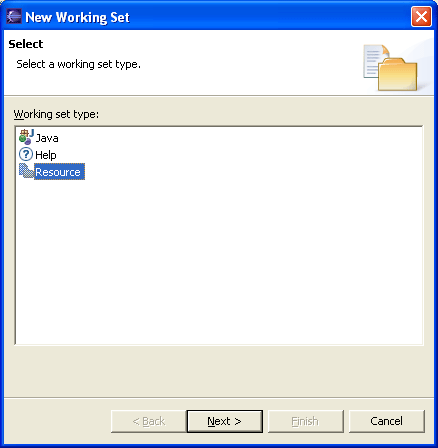 New Working Set
Select
Select a working set type.
Working set type:
Java
Help
Resource
< Back Next > Finish Cancel